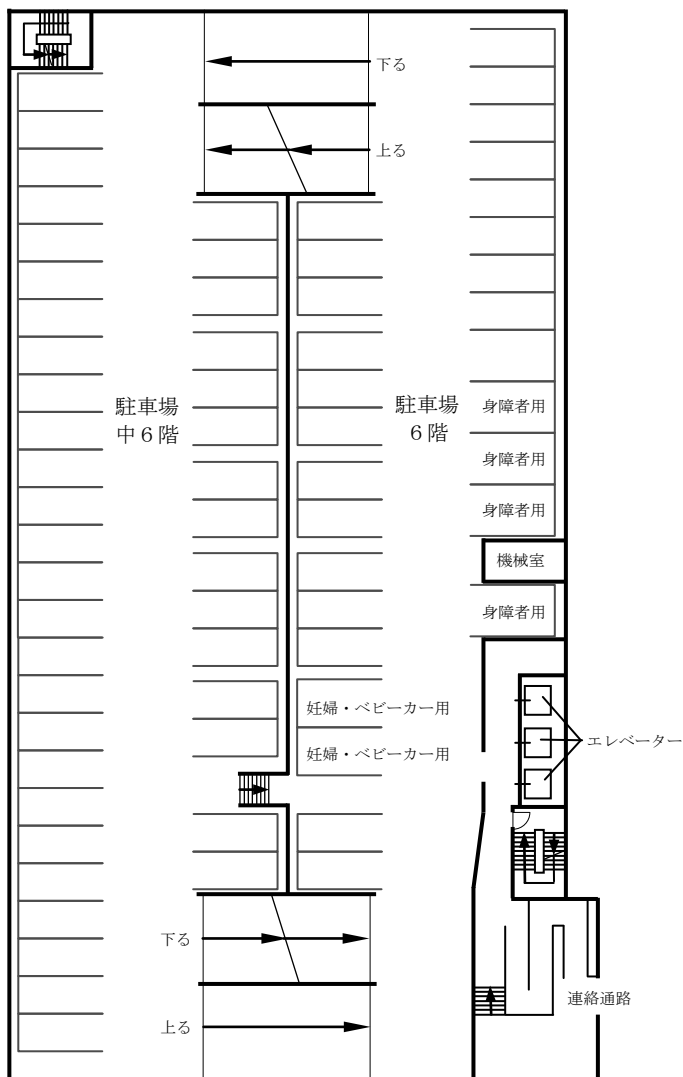 下る
上る
駐車場
中６階
駐車場
６階
身障者用
身障者用
身障者用
機械室
身障者用
妊婦・ベビーカー用
妊婦・ベビーカー用
エレベーター
下る
連絡通路
上る